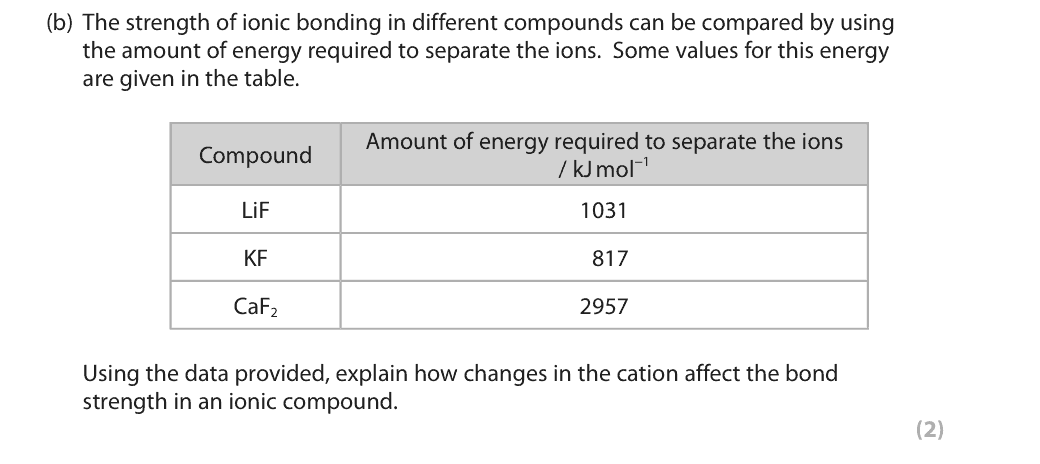 (b) The strength of ionic bonding in different compounds can be compared by using
the amount of energy required to separate the ions. Some values for this energy
are given in the table.
Compound
Amount of energy required to separate the ions
/ kJ mol⁻¹
LiF 1031
KF 817
CaF₂ 2957
Using the data provided, explain how changes in the cation affect the bond
strength in an ionic compound.
(2)